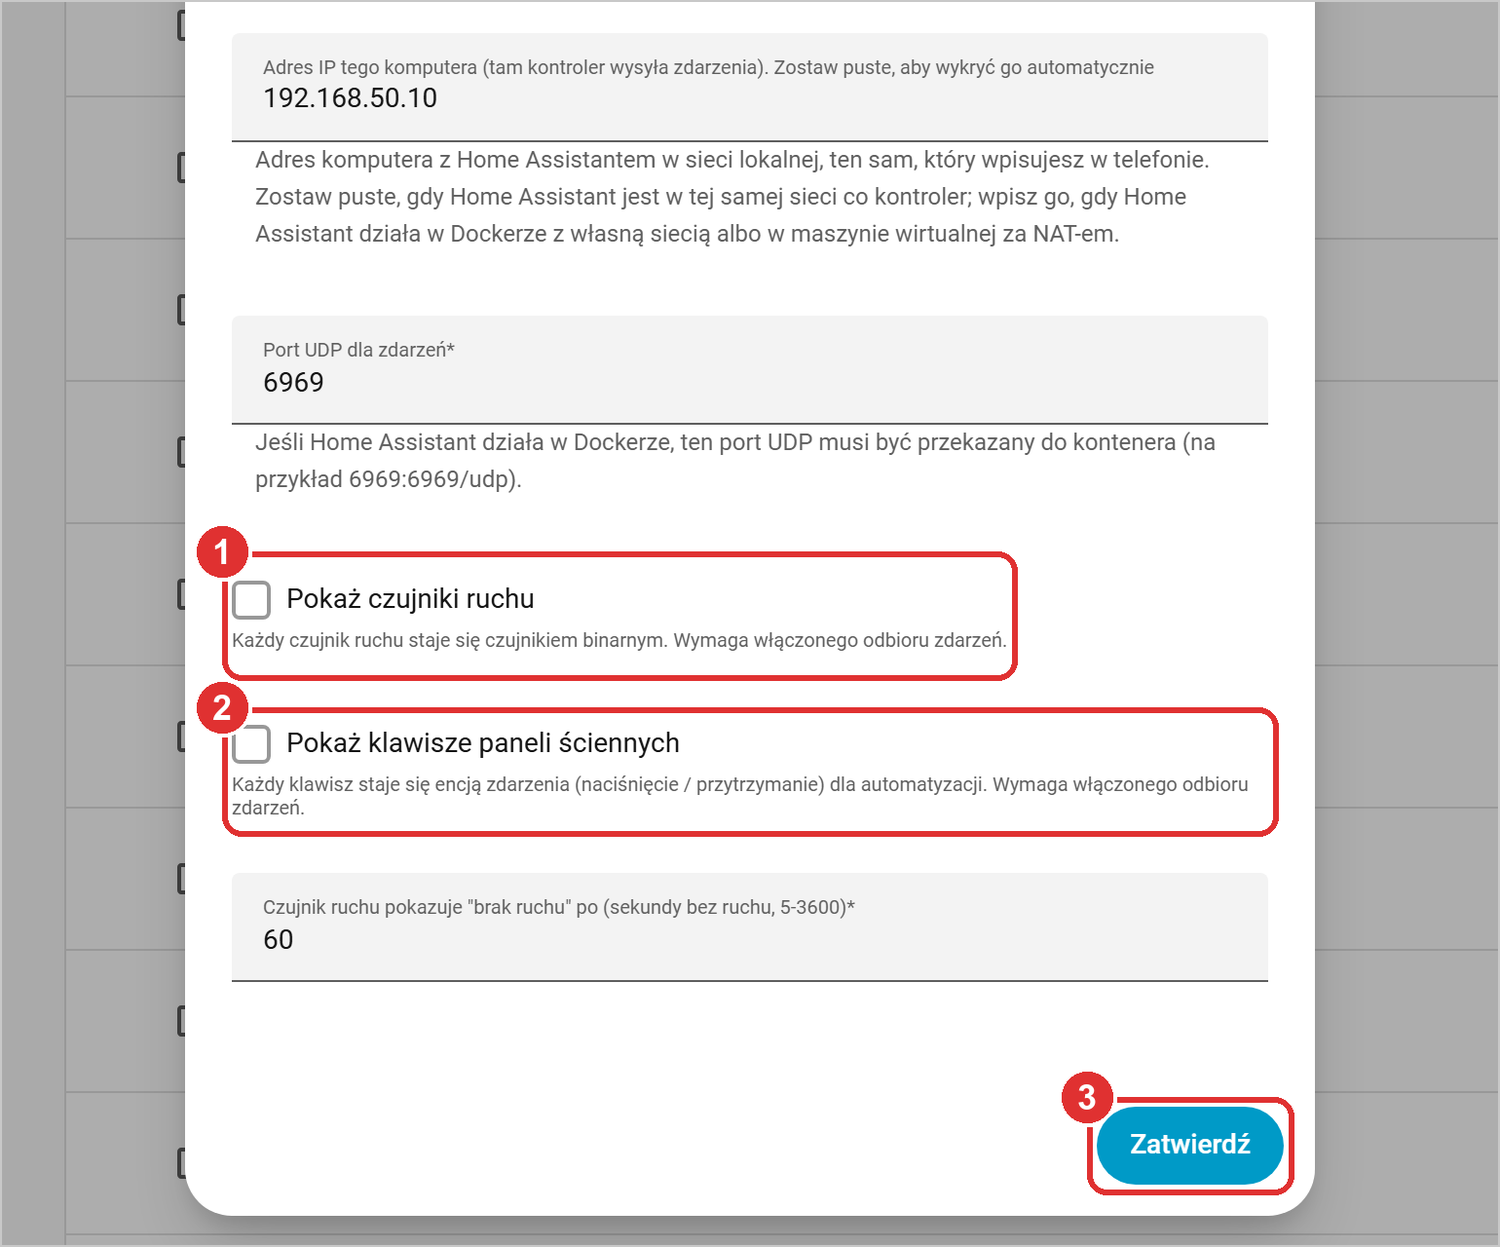 Adres IP tego komputera (tam kontroler wysyła zdarzenia). Zostaw puste, aby wykryć go automatycznie
192.168.50.10
Adres komputera z Home Assistantem w sieci lokalnej, ten sam, który wpisujesz w telefonie.
Zostaw puste, gdy Home Assistant jest w tej samej sieci co kontroler; wpisz go, gdy Home
Assistant działa w Dockerze z własną siecią albo w maszynie wirtualnej za NAT-em.
Port UDP dla zdarzeń*
6969
Jeśli Home Assistant działa w Dockerze, ten port UDP musi być przekazany do kontenera (na
przykład 6969:6969/udp).
1
Pokaż czujniki ruchu
Każdy czujnik ruchu staje się czujnikiem binarnym. Wymaga włączonego odbioru zdarzeń.
2
Pokaż klawisze paneli ściennych
Każdy klawisz staje się encją zdarzenia (naciśnięcie / przytrzymanie) dla automatyzacji. Wymaga włączonego odbioru
zdarzeń.
Czujnik ruchu pokazuje "brak ruchu" po (sekundy bez ruchu, 5-3600)*
60
3
Zatwierdź